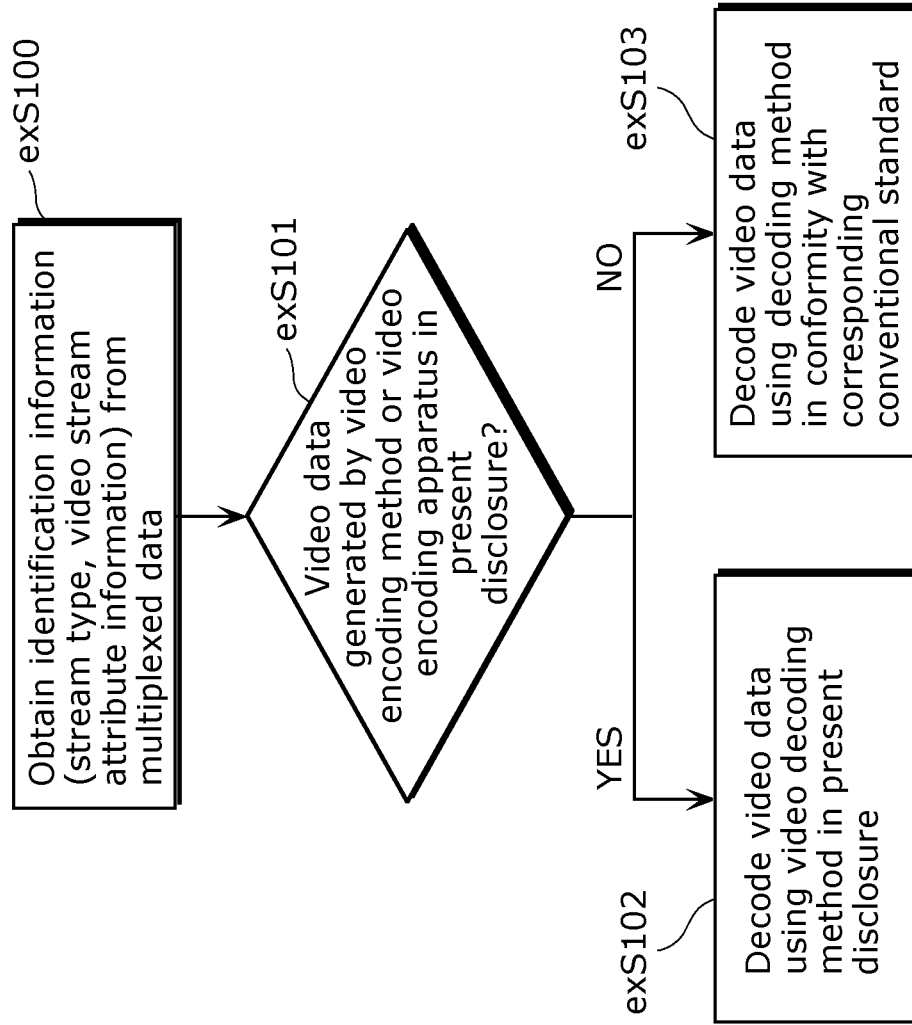 exS100
Obtain identification information
(stream type, video stream
attribute information) from
multiplexed data
exS101
Video data
generated by video
encoding method or video
encoding apparatus in
present
disclosure?
YES
NO
exS102
Decode video data
using video decoding
method in present
disclosure
exS103
Decode video data
using decoding method
in conformity with
corresponding
conventional standard